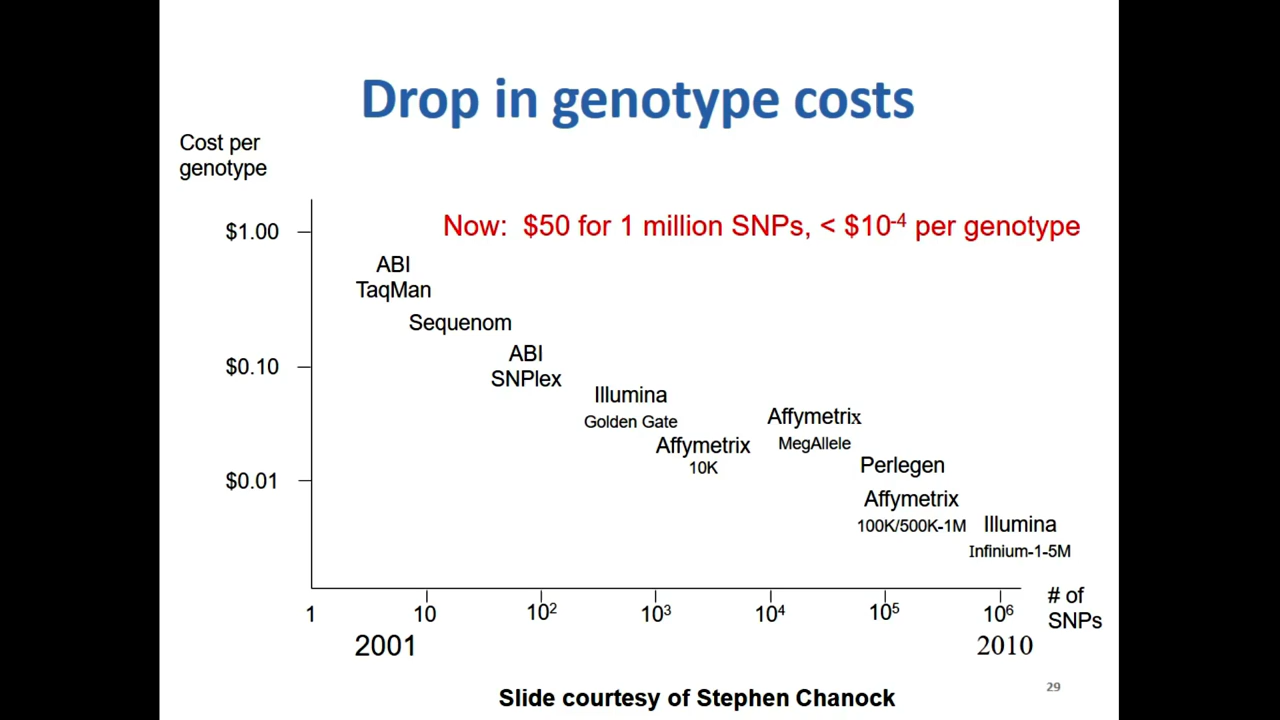 Drop in genotype costs
Cost per
genotype
Now: $50 for 1 million SNPs, < $10⁻⁴ per genotype
$1.00
ABI
TaqMan
Sequenom
ABI
SNPlex
$0.10
Illumina
Golden Gate
Affymetrix
10K
Affymetrix
MegAllele
Perlegen
$0.01
Affymetrix
100K/500K-1M
Illumina
Infinium-1-5M
1 10 10² 10³ 10⁴ 10⁵ 10⁶
# of
SNPs
2001 2010
Slide courtesy of Stephen Chanock
29